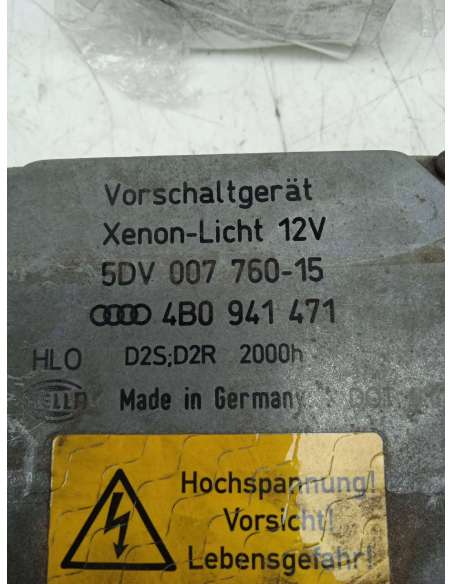 Vorschaltgerät
Xenon-Licht 12V
5DV 007 760-15
4B0 941 471
HLO D2S;D2R 2000h
HELLA Made in Germany
Hochspannung!
Vorsicht!
Lebensgefahr!